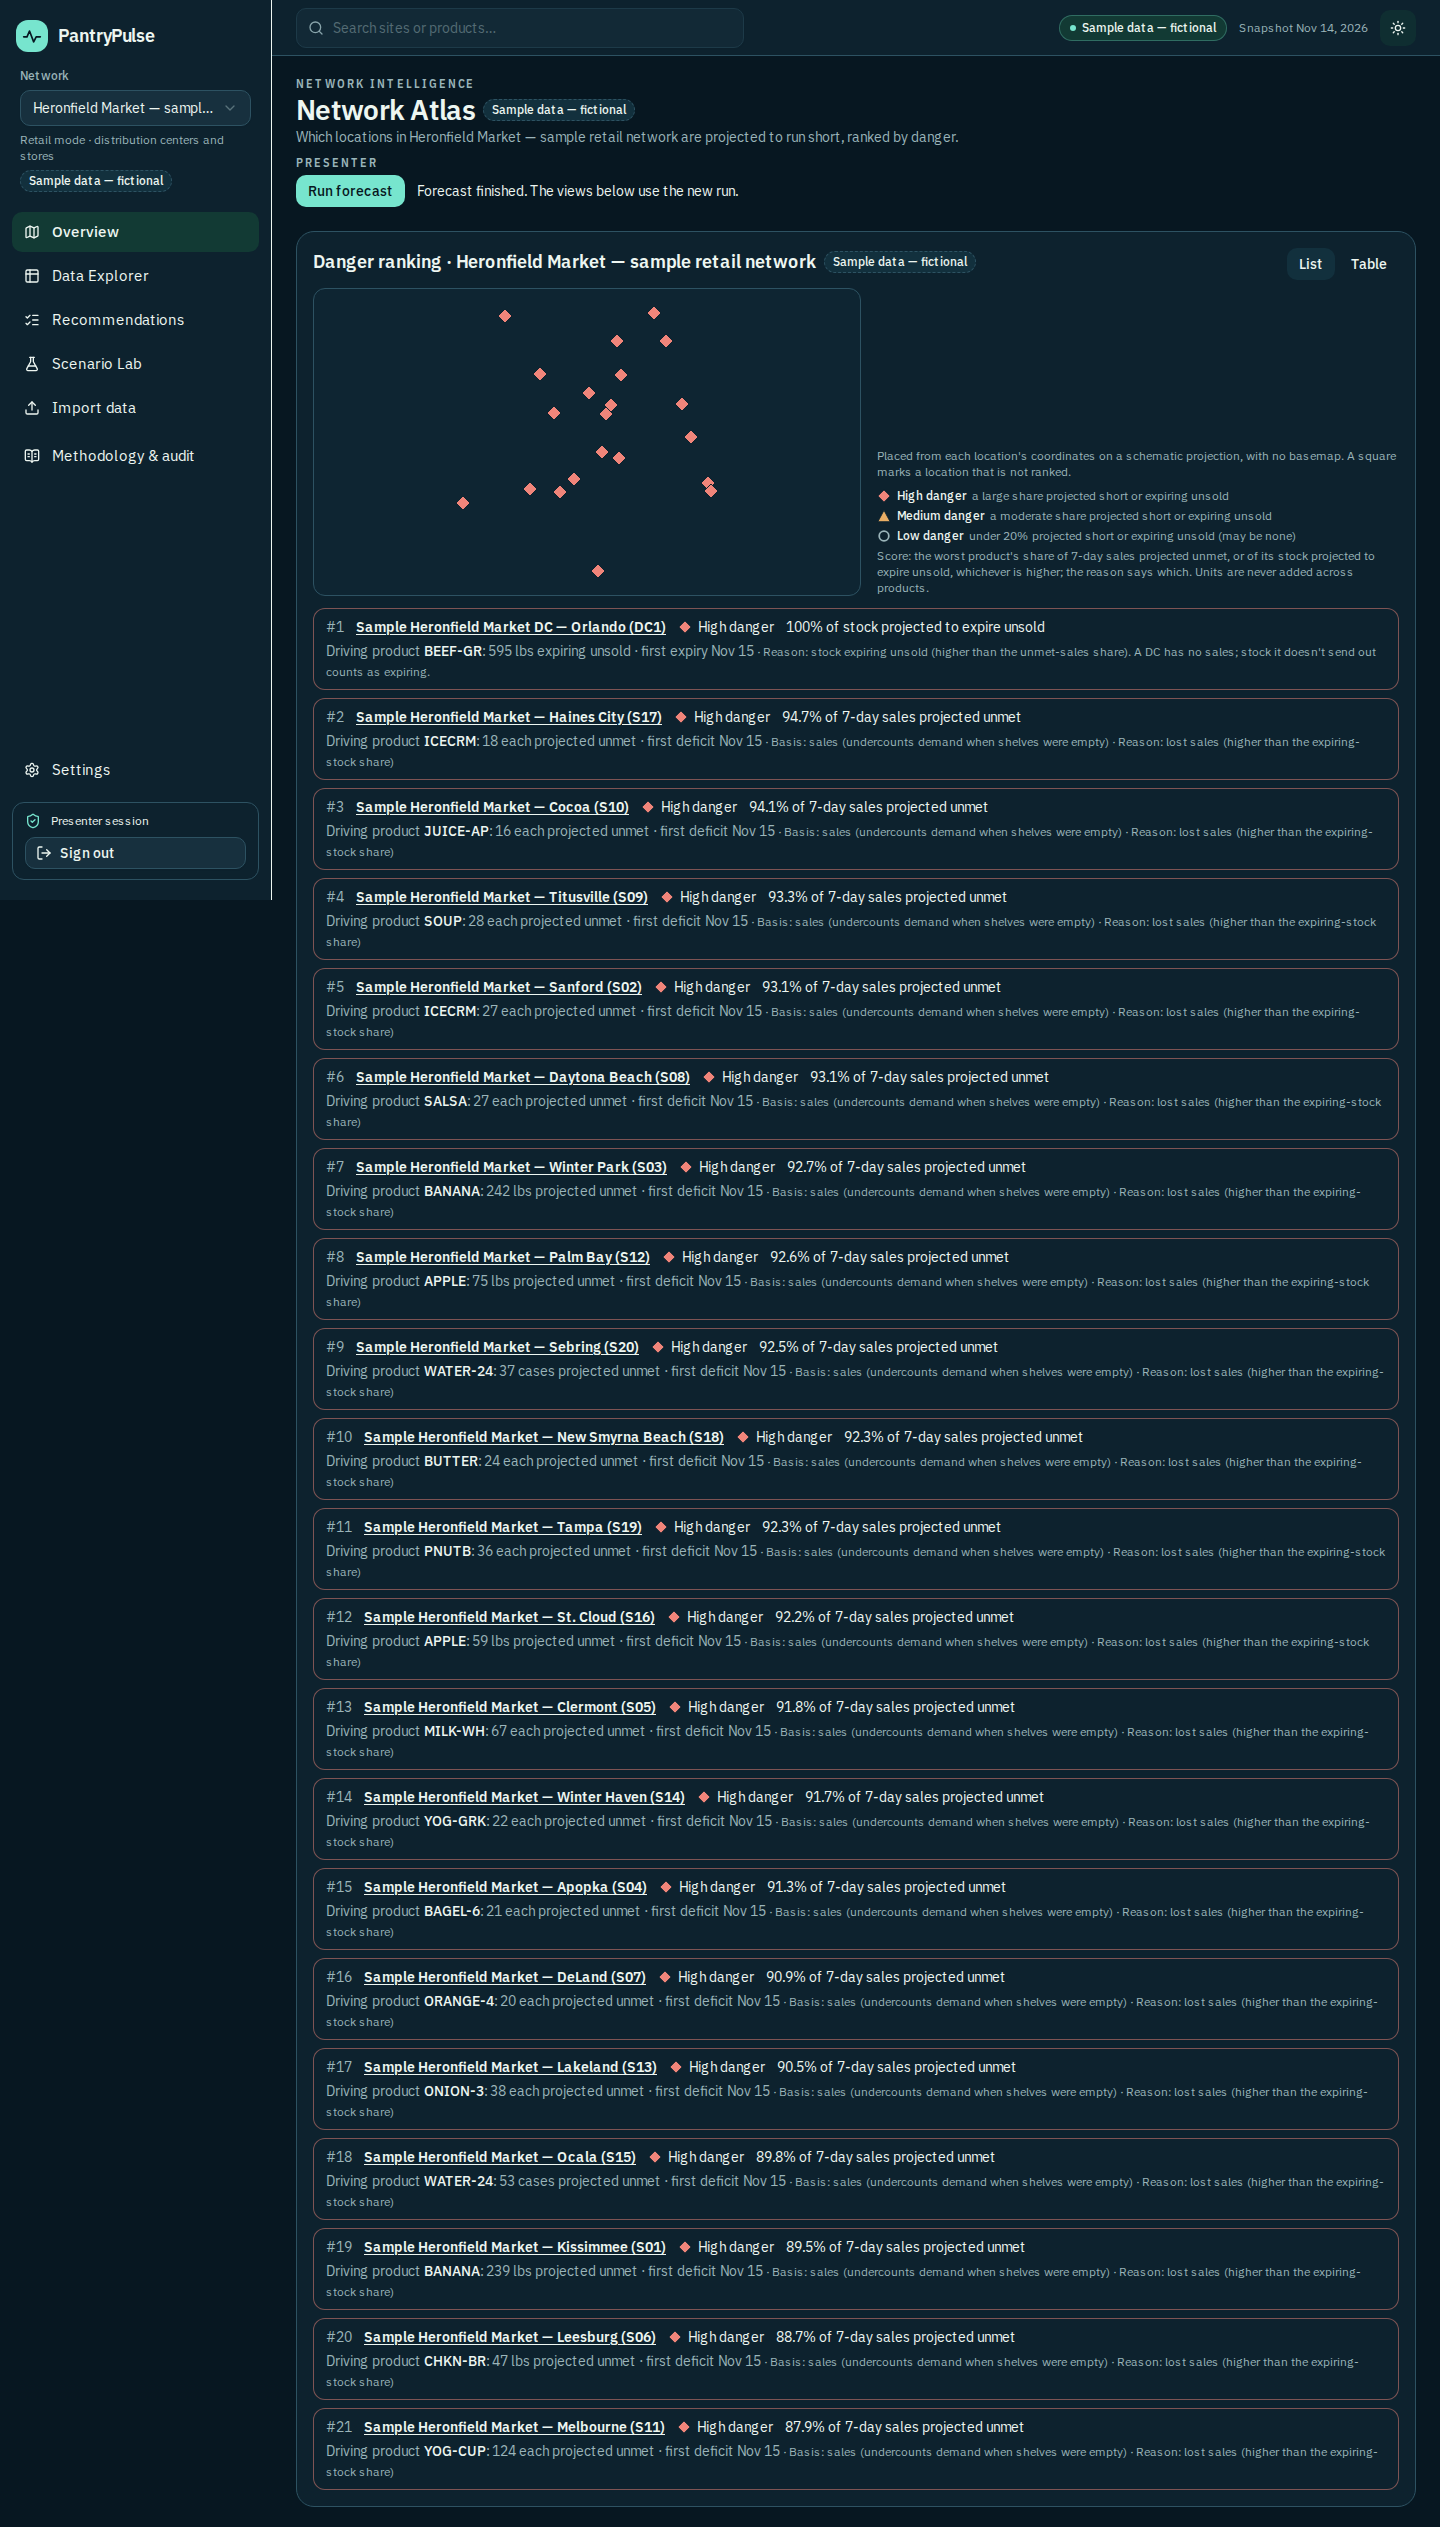 PantryPulse
Network
Heronfield Market — sampl...
Retail mode · distribution centers and
stores
Sample data — fictional
Overview
Data Explorer
Recommendations
Scenario Lab
Import data
Methodology & audit
Settings
Presenter session
Sign out
Search sites or products...
Sample data — fictional
Snapshot Nov 14, 2026
NETWORK INTELLIGENCE
Network Atlas
Sample data — fictional
Which locations in Heronfield Market — sample retail network are projected to run short, ranked by danger.
PRESENTER
Run forecast
Forecast finished. The views below use the new run.
Danger ranking · Heronfield Market — sample retail network
Sample data — fictional
List
Table
Placed from each location's coordinates on a schematic projection, with no basemap. A square
marks a location that is not ranked.
High danger a large share projected short or expiring unsold
Medium danger a moderate share projected short or expiring unsold
Low danger under 20% projected short or expiring unsold (may be none)
Score: the worst product's share of 7-day sales projected unmet, or of its stock projected to
expire unsold, whichever is higher; the reason says which. Units are never added across
products.
#1 Sample Heronfield Market DC — Orlando (DC1) High danger 100% of stock projected to expire unsold
Driving product BEEF-GR: 595 lbs expiring unsold · first expiry Nov 15 · Reason: stock expiring unsold (higher than the unmet-sales share). A DC has no sales; stock it doesn't send out
counts as expiring.
#2 Sample Heronfield Market — Haines City (S17) High danger 94.7% of 7-day sales projected unmet
Driving product ICECRM: 18 each projected unmet · first deficit Nov 15 · Basis: sales (undercounts demand when shelves were empty) · Reason: lost sales (higher than the expiring-
stock share)
#3 Sample Heronfield Market — Cocoa (S10) High danger 94.1% of 7-day sales projected unmet
Driving product JUICE-AP: 16 each projected unmet · first deficit Nov 15 · Basis: sales (undercounts demand when shelves were empty) · Reason: lost sales (higher than the expiring-
stock share)
#4 Sample Heronfield Market — Titusville (S09) High danger 93.3% of 7-day sales projected unmet
Driving product SOUP: 28 each projected unmet · first deficit Nov 15 · Basis: sales (undercounts demand when shelves were empty) · Reason: lost sales (higher than the expiring-stock
share)
#5 Sample Heronfield Market — Sanford (S02) High danger 93.1% of 7-day sales projected unmet
Driving product ICECRM: 27 each projected unmet · first deficit Nov 15 · Basis: sales (undercounts demand when shelves were empty) · Reason: lost sales (higher than the expiring-
stock share)
#6 Sample Heronfield Market — Daytona Beach (S08) High danger 93.1% of 7-day sales projected unmet
Driving product SALSA: 27 each projected unmet · first deficit Nov 15 · Basis: sales (undercounts demand when shelves were empty) · Reason: lost sales (higher than the expiring-stock
share)
#7 Sample Heronfield Market — Winter Park (S03) High danger 92.7% of 7-day sales projected unmet
Driving product BANANA: 242 lbs projected unmet · first deficit Nov 15 · Basis: sales (undercounts demand when shelves were empty) · Reason: lost sales (higher than the expiring-
stock share)
#8 Sample Heronfield Market — Palm Bay (S12) High danger 92.6% of 7-day sales projected unmet
Driving product APPLE: 75 lbs projected unmet · first deficit Nov 15 · Basis: sales (undercounts demand when shelves were empty) · Reason: lost sales (higher than the expiring-stock
share)
#9 Sample Heronfield Market — Sebring (S20) High danger 92.5% of 7-day sales projected unmet
Driving product WATER-24: 37 cases projected unmet · first deficit Nov 15 · Basis: sales (undercounts demand when shelves were empty) · Reason: lost sales (higher than the expiring-
stock share)
#10 Sample Heronfield Market — New Smyrna Beach (S18) High danger 92.3% of 7-day sales projected unmet
Driving product BUTTER: 24 each projected unmet · first deficit Nov 15 · Basis: sales (undercounts demand when shelves were empty) · Reason: lost sales (higher than the expiring-
stock share)
#11 Sample Heronfield Market — Tampa (S19) High danger 92.3% of 7-day sales projected unmet
Driving product PNUTB: 36 each projected unmet · first deficit Nov 15 · Basis: sales (undercounts demand when shelves were empty) · Reason: lost sales (higher than the expiring-stock
share)
#12 Sample Heronfield Market — St. Cloud (S16) High danger 92.2% of 7-day sales projected unmet
Driving product APPLE: 59 lbs projected unmet · first deficit Nov 15 · Basis: sales (undercounts demand when shelves were empty) · Reason: lost sales (higher than the expiring-stock
share)
#13 Sample Heronfield Market — Clermont (S05) High danger 91.8% of 7-day sales projected unmet
Driving product MILK-WH: 67 each projected unmet · first deficit Nov 15 · Basis: sales (undercounts demand when shelves were empty) · Reason: lost sales (higher than the expiring-
stock share)
#14 Sample Heronfield Market — Winter Haven (S14) High danger 91.7% of 7-day sales projected unmet
Driving product YOG-GRK: 22 each projected unmet · first deficit Nov 15 · Basis: sales (undercounts demand when shelves were empty) · Reason: lost sales (higher than the expiring-
stock share)
#15 Sample Heronfield Market — Apopka (S04) High danger 91.3% of 7-day sales projected unmet
Driving product BAGEL-6: 21 each projected unmet · first deficit Nov 15 · Basis: sales (undercounts demand when shelves were empty) · Reason: lost sales (higher than the expiring-
stock share)
#16 Sample Heronfield Market — DeLand (S07) High danger 90.9% of 7-day sales projected unmet
Driving product ORANGE-4: 20 each projected unmet · first deficit Nov 15 · Basis: sales (undercounts demand when shelves were empty) · Reason: lost sales (higher than the expiring-
stock share)
#17 Sample Heronfield Market — Lakeland (S13) High danger 90.5% of 7-day sales projected unmet
Driving product ONION-3: 38 each projected unmet · first deficit Nov 15 · Basis: sales (undercounts demand when shelves were empty) · Reason: lost sales (higher than the expiring-
stock share)
#18 Sample Heronfield Market — Ocala (S15) High danger 89.8% of 7-day sales projected unmet
Driving product WATER-24: 53 cases projected unmet · first deficit Nov 15 · Basis: sales (undercounts demand when shelves were empty) · Reason: lost sales (higher than the expiring-
stock share)
#19 Sample Heronfield Market — Kissimmee (S01) High danger 89.5% of 7-day sales projected unmet
Driving product BANANA: 239 lbs projected unmet · first deficit Nov 15 · Basis: sales (undercounts demand when shelves were empty) · Reason: lost sales (higher than the expiring-
stock share)
#20 Sample Heronfield Market — Leesburg (S06) High danger 88.7% of 7-day sales projected unmet
Driving product CHKN-BR: 47 lbs projected unmet · first deficit Nov 15 · Basis: sales (undercounts demand when shelves were empty) · Reason: lost sales (higher than the expiring-
stock share)
#21 Sample Heronfield Market — Melbourne (S11) High danger 87.9% of 7-day sales projected unmet
Driving product YOG-CUP: 124 each projected unmet · first deficit Nov 15 · Basis: sales (undercounts demand when shelves were empty) · Reason: lost sales (higher than the expiring-
stock share)